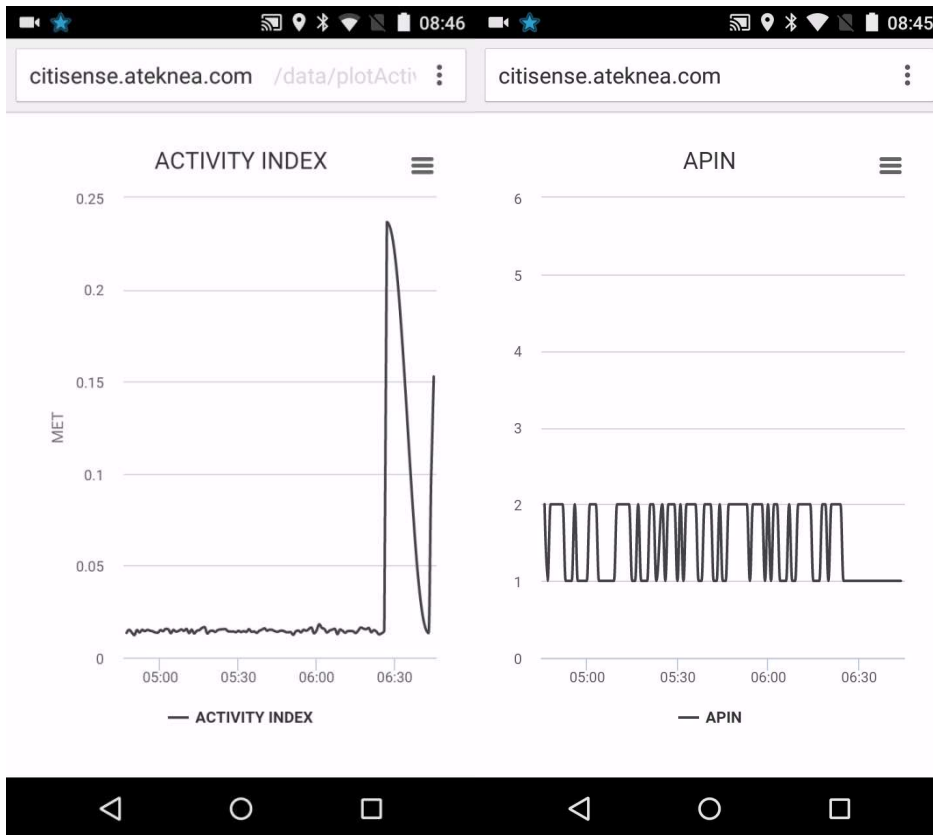 08:46
citisense.ateknea.com /data/plotActiv
ACTIVITY INDEX
0.25
0.2
0.15
MET
0.1
0.05
0
05:00 05:30 06:00 06:30
ACTIVITY INDEX
08:45
citisense.ateknea.com
APIN
6
5
4
3
2
1
0
05:00 05:30 06:00 06:30
APIN